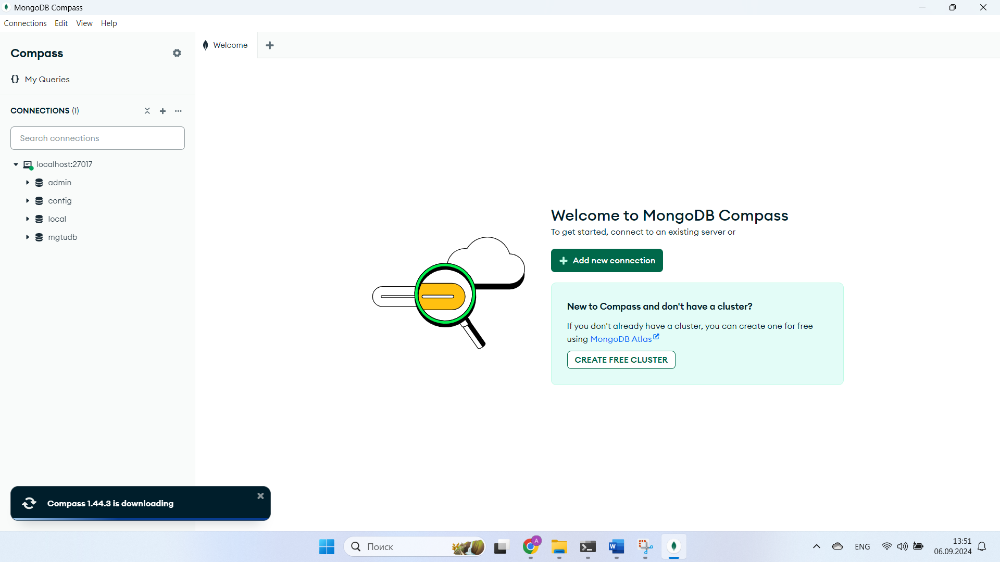 MongoDB Compass
Connections Edit View Help
Compass
Welcome
{} My Queries
CONNECTIONS (1)
Search connections
localhost:27017
admin
config
local
mgtudb
Welcome to MongoDB Compass
To get started, connect to an existing server or
Add new connection
New to Compass and don't have a cluster?
If you don't already have a cluster, you can create one for free
using MongoDB Atlas
CREATE FREE CLUSTER
Compass 1.44.3 is downloading
Поиск
A
W
ENG
13:51
06.09.2024